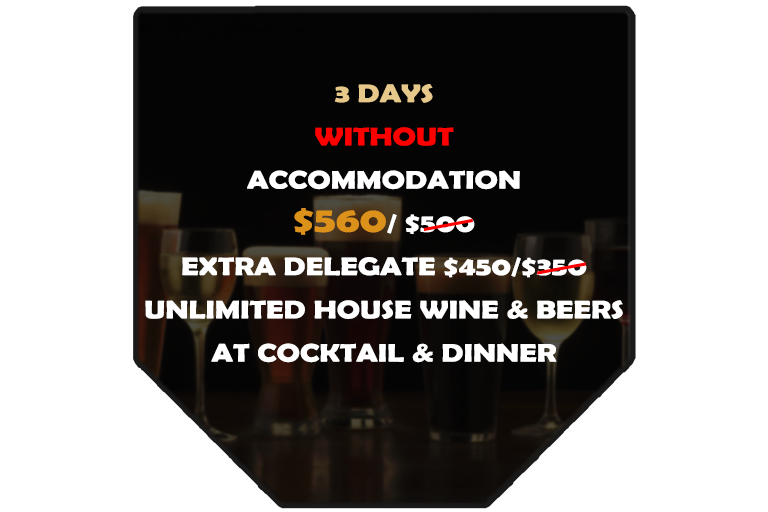 3 DAYS
WITHOUT
ACCOMMODATION
$560/ $500
EXTRA DELEGATE $450/$350
UNLIMITED HOUSE WINE & BEERS
AT COCKTAIL & DINNER